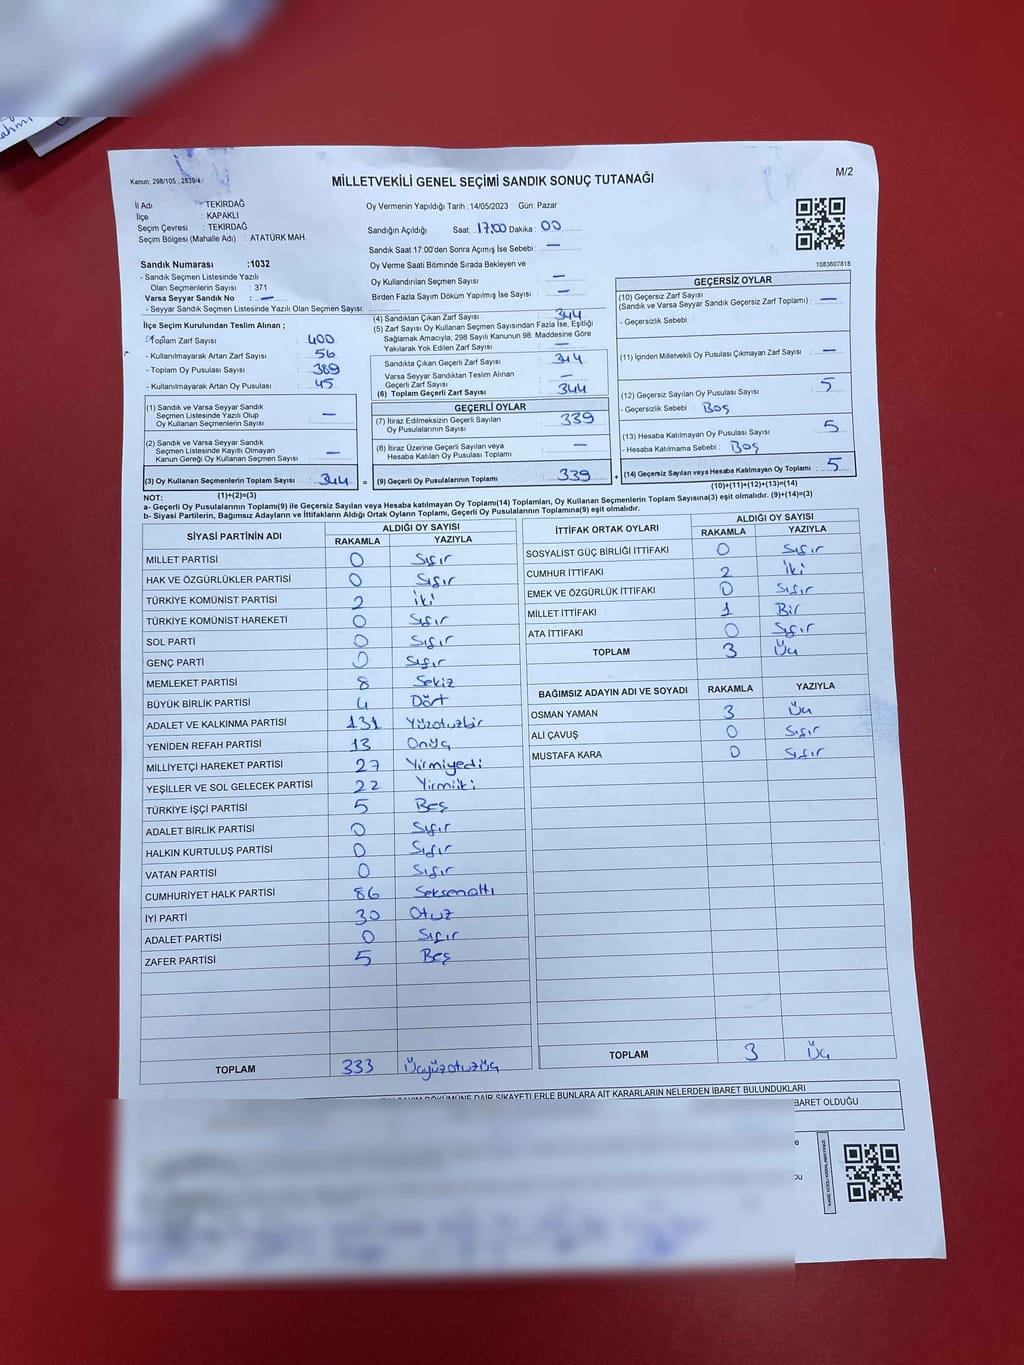 ahmi
Kanun; 298/105 , 2839/4
MİLLETVEKİLİ GENEL SEÇİMİ SANDIK SONUÇ TUTANAĞI
M/2
İl Adı : TEKİRDAĞ
İlçe : KAPAKLI
Seçim Çevresi : TEKİRDAĞ
Seçim Bölgesi (Mahalle Adı) : ATATÜRK MAH.
Oy Vermenin Yapıldığı Tarih : 14/05/2023 Gün: Pazar
Sandığın Açıldığı Saat : 17:00 Dakika : 00
Sandık Saat 17:00'den Sonra Açımış İse Sebebi : —
Oy Verme Saati Bitiminde Sırada Bekleyen ve
Oy Kullandırılan Seçmen Sayısı : —
Birden Fazla Sayım Döküm Yapılmış İse Sayısı : —
1083607818
Sandık Numarası :1032
- Sandık Seçmen Listesinde Yazılı
Olan Seçmenlerin Sayısı : 371
Varsa Seyyar Sandık No : —
- Seyyar Sandık Seçmen Listesinde Yazılı Olan Seçmen Sayısı:
İlçe Seçim Kurulundan Teslim Alınan ;
- Toplam Zarf Sayısı : 400
- Kullanılmayarak Artan Zarf Sayısı : 56
- Toplam Oy Pusulası Sayısı : 389
- Kullanılmayarak Artan Oy Pusulası : 45
(1) Sandık ve Varsa Seyyar Sandık
Seçmen Listesinde Yazılı Olup
Oy Kullanan Seçmenlerin Sayısı : —
(2) Sandık ve Varsa Seyyar Sandık
Seçmen Listesinde Kayıtlı Olmayan
Kanun Gereği Oy Kullanan Seçmen Sayısı : —
(3) Oy Kullanan Seçmenlerin Toplam Sayısı : 344 =
(1)+(2)=(3)
(4) Sandıktan Çıkan Zarf Sayısı : 344
(5) Zarf Sayısı Oy Kullanan Seçmen Sayısından Fazla İse, Eşitliği
Sağlamak Amacıyla; 298 Sayılı Kanunun 98. Maddesine Göre
Yakılarak Yok Edilen Zarf Sayısı : —
Sandıkta Çıkan Geçerli Zarf Sayısı : 344
Varsa Seyyar Sandıktan Teslim Alınan
Geçerli Zarf Sayısı : —
(6) Toplam Geçerli Zarf Sayısı : 344
GEÇERLİ OYLAR
(7) İtiraz Edilmeksizin Geçerli Sayılan
Oy Pusulalarının Sayısı : 339
(8) İtiraz Üzerine Geçerli Sayılan veya
Hesaba Katılan Oy Pusulası Toplamı : —
(9) Geçerli Oy Pusulalarının Toplamı : 339 +
GEÇERSİZ OYLAR
(10) Geçersiz Zarf Sayısı
(Sandık ve Varsa Seyyar Sandık Geçersiz Zarf Toplamı) : —
- Geçersizlik Sebebi :
(11) İçinden Milletvekili Oy Pusulası Çıkmayan Zarf Sayısı : —
(12) Geçersiz Sayılan Oy Pusulası Sayısı : 5
- Geçersizlik Sebebi : Boş
(13) Hesaba Katılmayan Oy Pusulası Sayısı : 5
- Hesaba Katılmama Sebebi : Boş
(14) Geçersiz Sayılan veya Hesaba Katılmayan Oy Toplamı : 5
(10)+(11)+(12)+(13)=(14)
NOT:
a- Geçerli Oy Pusulalarının Toplamı(9) ile Geçersiz Sayılan veya Hesaba katılmayan Oy Toplamı(14) Toplamları, Oy Kullanan Seçmenlerin Toplam Sayısına(3) eşit olmalıdır. (9)+(14)=(3)
b- Siyasi Partilerin, Bağımsız Adayların ve İttifakların Aldığı Ortak Oyların Toplamı, Geçerli Oy Pusulalarının Toplamına(9) eşit olmalıdır.
SİYASİ PARTİNİN ADI ALDIĞI OY SAYISI
RAKAMLA YAZIYLA
MİLLET PARTİSİ 0 Sıfır
HAK VE ÖZGÜRLÜKLER PARTİSİ 0 Sıfır
TÜRKİYE KOMÜNİST PARTİSİ 2 İki
TÜRKİYE KOMÜNİST HAREKETİ 0 Sıfır
SOL PARTİ 0 Sıfır
GENÇ PARTİ 0 Sıfır
MEMLEKET PARTİSİ 8 Sekiz
BÜYÜK BİRLİK PARTİSİ 4 Dört
ADALET VE KALKINMA PARTİSİ 131 Yüzotuzbir
YENİDEN REFAH PARTİSİ 13 Onüç
MİLLİYETÇİ HAREKET PARTİSİ 27 Yirmiyedi
YEŞİLLER VE SOL GELECEK PARTİSİ 22 Yirmiiki
TÜRKİYE İŞÇİ PARTİSİ 5 Beş
ADALET BİRLİK PARTİSİ 0 Sıfır
HALKIN KURTULUŞ PARTİSİ 0 Sıfır
VATAN PARTİSİ 0 Sıfır
CUMHURİYET HALK PARTİSİ 86 Seksenaltı
İYİ PARTİ 30 Otuz
ADALET PARTİSİ 0 Sıfır
ZAFER PARTİSİ 5 Beş
TOPLAM 333 Üçyüzotuzüç
İTTİFAK ORTAK OYLARI ALDIĞI OY SAYISI
RAKAMLA YAZIYLA
SOSYALİST GÜÇ BİRLİĞİ İTTİFAKI 0 Sıfır
CUMHUR İTTİFAKI 2 İki
EMEK VE ÖZGÜRLÜK İTTİFAKI 0 Sıfır
MİLLET İTTİFAKI 1 Bir
ATA İTTİFAKI 0 Sıfır
TOPLAM 3 Üç
BAĞIMSIZ ADAYIN ADI VE SOYADI RAKAMLA YAZIYLA
OSMAN YAMAN 3 Üç
ALİ ÇAVUŞ 0 Sıfır
MUSTAFA KARA 0 Sıfır
TOPLAM 3 Üç
DÖKÜMÜNE DAİR ŞİKAYETLERLE BUNLARA AİT KARARLARIN NELERDEN İBARET BULUNDUKLARI
BARET OLDUĞU